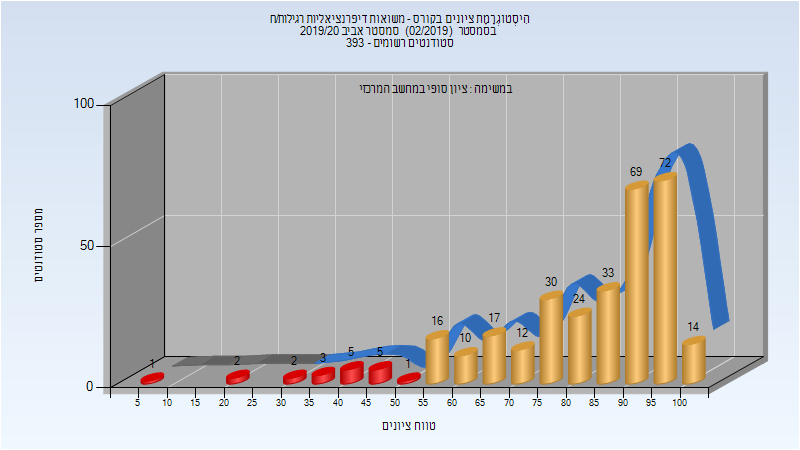 היסטוגרמת ציונים בקורס - משוואות דיפרנציאליות רגילות/ח
בסמסטר (02/2019) סמסטר אביב 2019/20
סטודנטים רשומים - 393
במשימה : ציון סופי במחשב המרכזי
100
50
0
מספר סטודנטים
1
2
2
3
5
5
1
16
10
17
12
30
24
33
69
72
14
5 10 15 20 25 30 35 40 45 50 55 60 65 70 75 80 85 90 95 100
טווח ציונים